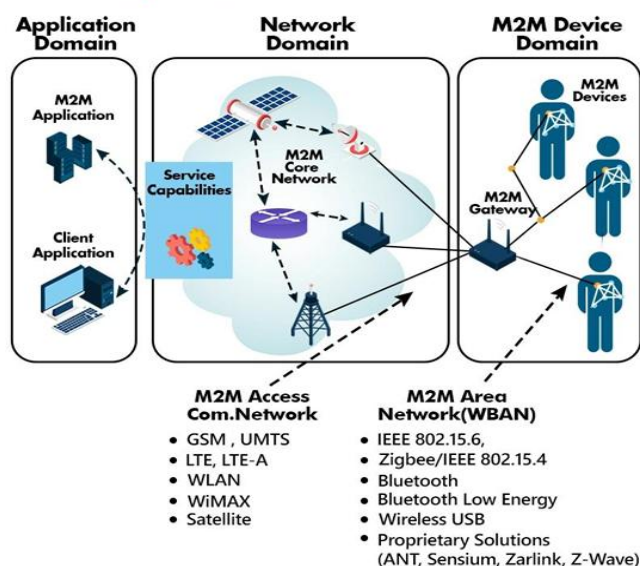 Application
Domain
Network
Domain
M2M Device
Domain
M2M
Application
Client
Application
Service
Capabilities
M2M
Core
Network
M2M
Gateway
M2M
Devices
M2M Access
Com.Network
• GSM , UMTS
• LTE, LTE-A
• WLAN
• WiMAX
• Satellite
M2M Area
Network(WBAN)
• IEEE 802.15.6,
• Zigbee/IEEE 802.15.4
• Bluetooth
• Bluetooth Low Energy
• Wireless USB
• Proprietary Solutions
(ANT, Sensium, Zarlink, Z-Wave)